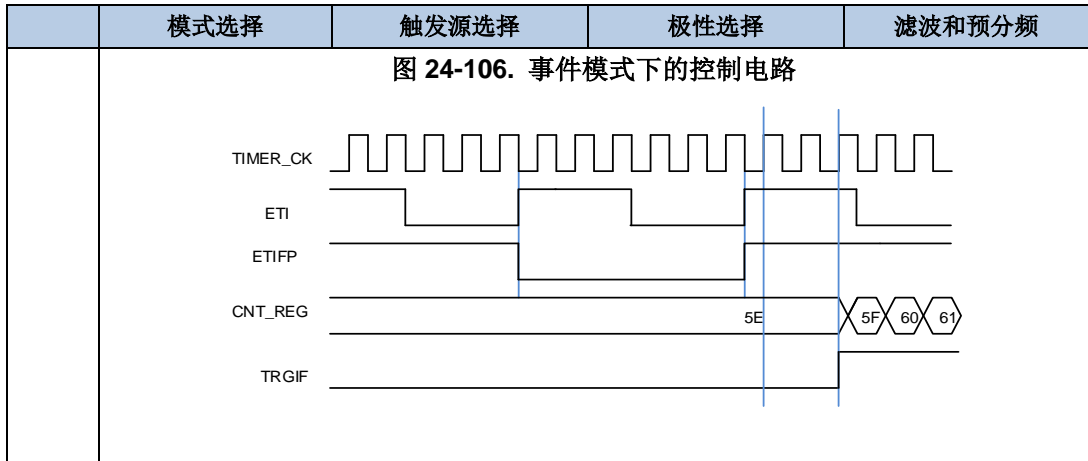 模式选择 触发源选择 极性选择 滤波和预分频
图 24-106. 事件模式下的控制电路
TIMER_CK
ETI
ETIFP
CNT_REG 5E 5F 60 61
TRGIF